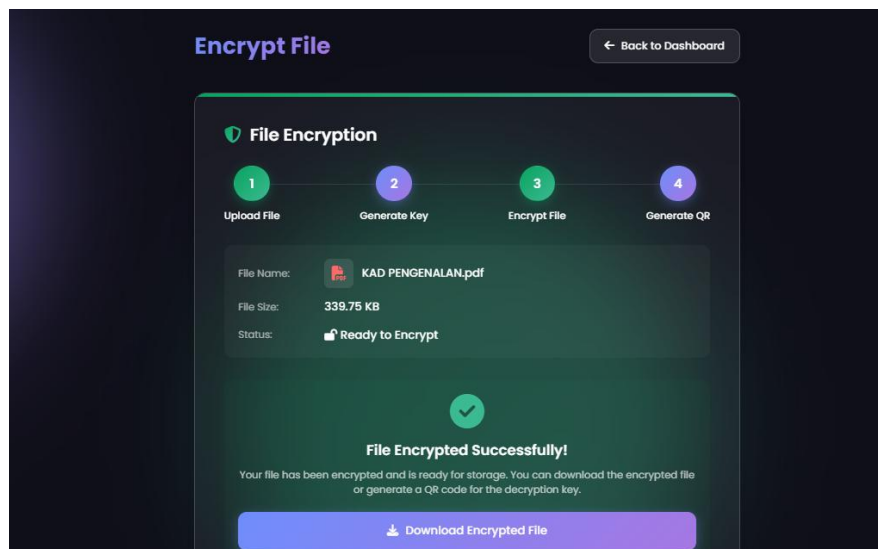 Encrypt File
Back to Dashboard
File Encryption
1
2
3
4
Upload File
Generate Key
Encrypt File
Generate QR
File Name:
PDF
KAD PENGENALAN.pdf
File Size:
339.75 KB
Status:
Ready to Encrypt
File Encrypted Successfully!
Your file has been encrypted and is ready for storage. You can download the encrypted file
or generate a QR code for the decryption key.
Download Encrypted File